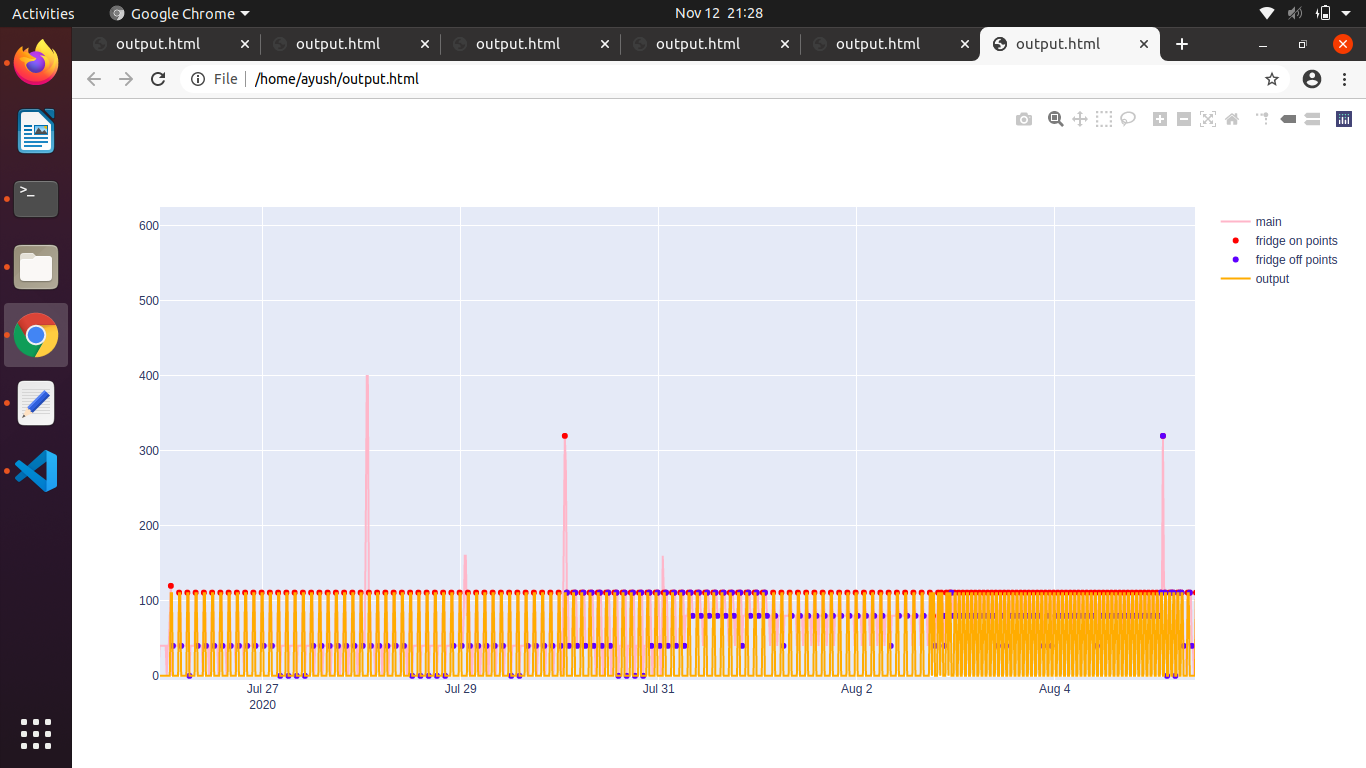 Activities Google Chrome Nov 12 21:28
output.html output.html output.html output.html output.html output.html
File /home/ayush/output.html
600
500
400
300
200
100
0
Jul 27 Jul 29 Jul 31 Aug 2 Aug 4
2020
main
fridge on points
fridge off points
output